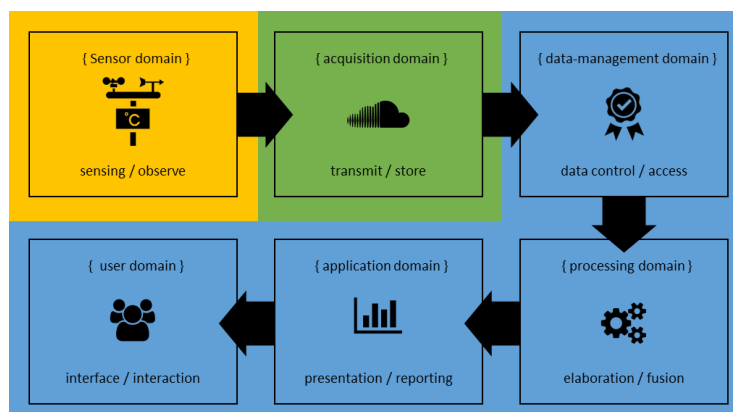 { Sensor domain }
°C
sensing / observe
{ acquisition domain }
transmit / store
{ data-management domain }
data control / access
{ user domain }
interface / interaction
{ application domain }
presentation / reporting
{ processing domain }
elaboration / fusion